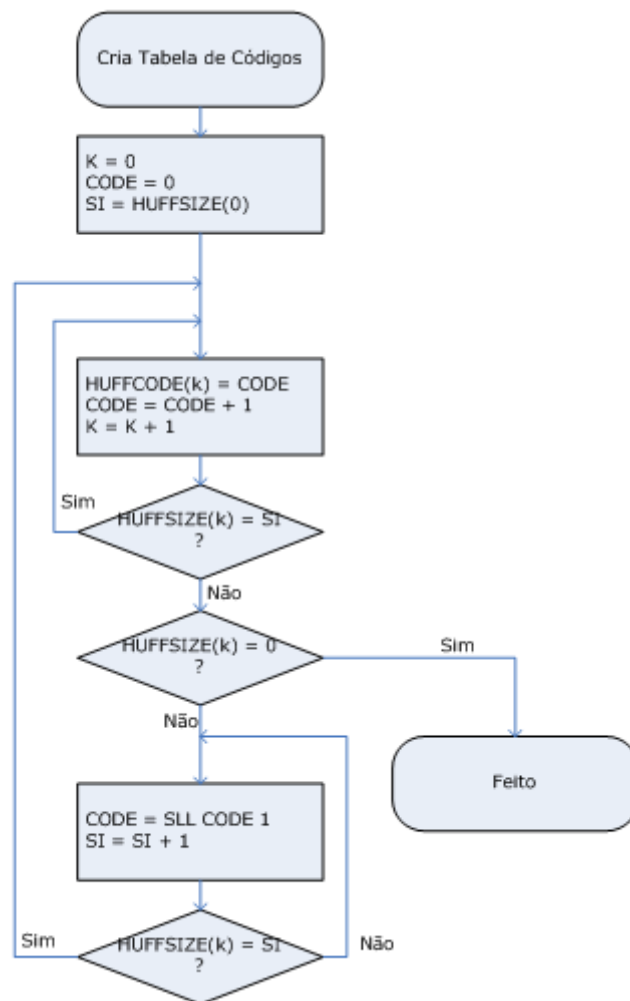 Cria Tabela de Códigos
K = 0
CODE = 0
SI = HUFFSIZE(0)
HUFFCODE(k) = CODE
CODE = CODE + 1
K = K + 1
Sim
HUFFSIZE(k) = SI
?
Não
HUFFSIZE(k) = 0
?
Sim
Não
Feito
CODE = SLL CODE 1
SI = SI + 1
Sim
HUFFSIZE(k) = SI
?
Não